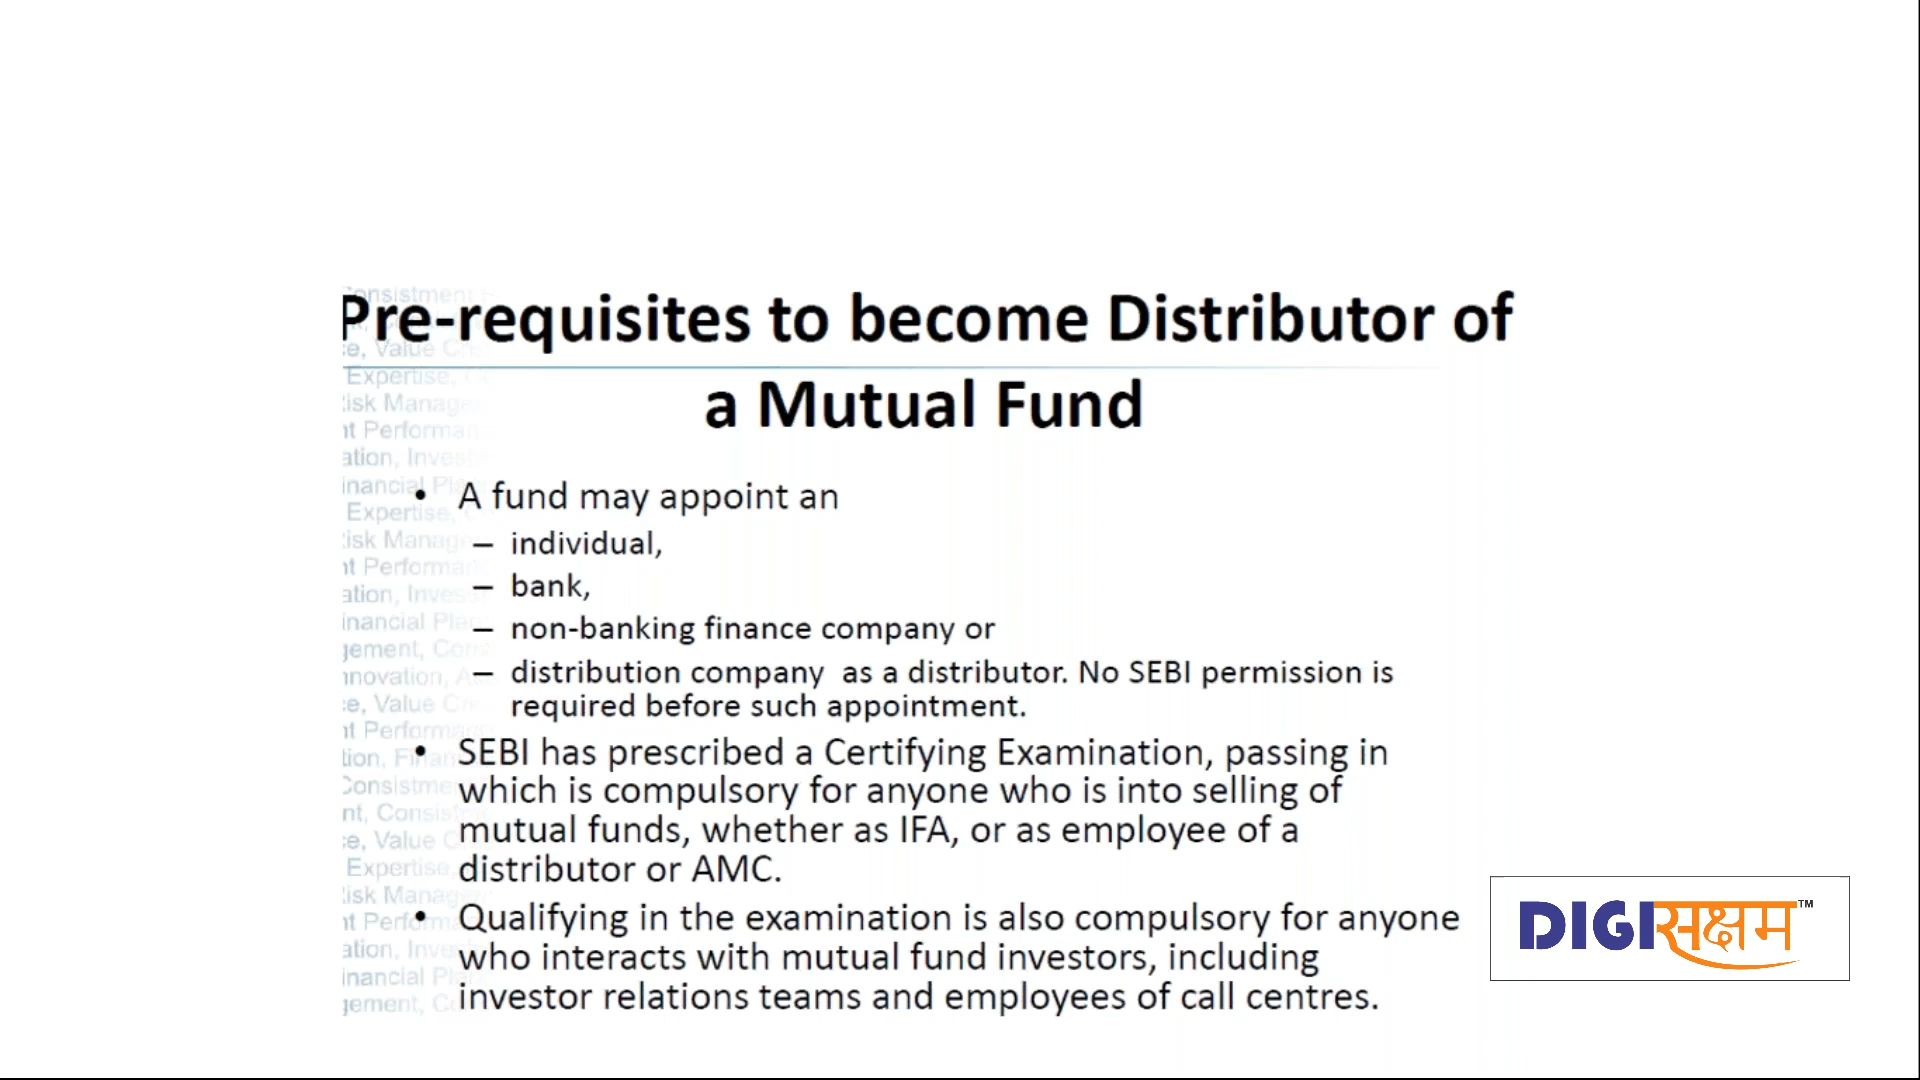 Pre-requisites to become Distributor of
a Mutual Fund
• A fund may appoint an
– individual,
– bank,
– non-banking finance company or
– distribution company as a distributor. No SEBI permission is
required before such appointment.
• SEBI has prescribed a Certifying Examination, passing in
which is compulsory for anyone who is into selling of
mutual funds, whether as IFA, or as employee of a
distributor or AMC.
• Qualifying in the examination is also compulsory for anyone
who interacts with mutual fund investors, including
investor relations teams and employees of call centres.
DIGIसक्षम™